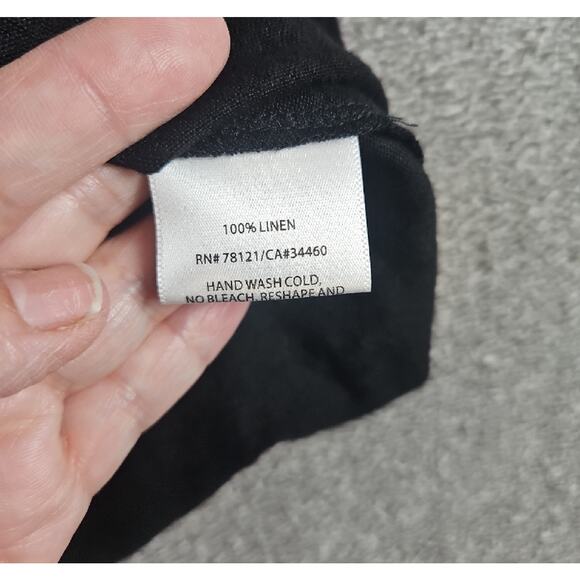 100% LINEN
RN# 78121/CA#34460
HAND WASH COLD,
NO BLEACH, RESHAPE AND